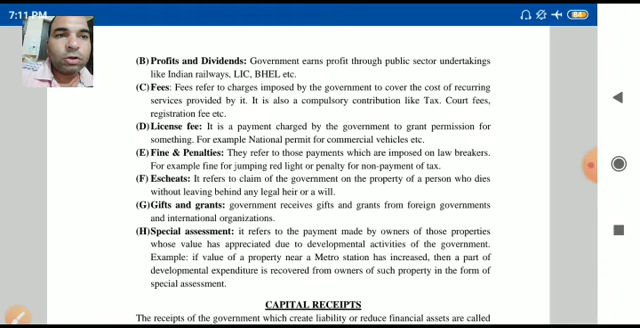 7:11 PM
84
(B) Profits and Dividends: Government earns profit through public sector undertakings
like Indian railways, LIC, BHEL etc.
(C) Fees: Fees refer to charges imposed by the government to cover the cost of recurring
services provided by it. It is also a compulsory contribution like Tax. Court fees,
registration fee etc.
(D) License fee: It is a payment charged by the government to grant permission for
something. For example National permit for commercial vehicles etc.
(E) Fine & Penalties: They refer to those payments which are imposed on law breakers.
For example fine for jumping red light or penalty for non-payment of tax.
(F) Escheats: It refers to claim of the government on the property of a person who dies
without leaving behind any legal heir or a will.
(G) Gifts and grants: government receives gifts and grants from foreign governments
and international organizations.
(H) Special assessment: it refers to the payment made by owners of those properties
whose value has appreciated due to developmental activities of the government.
Example: if value of a property near a Metro station has increased, then a part of
developmental expenditure is recovered from owners of such property in the form of
special assessment.
CAPITAL RECEIPTS
The receipts of the government which create liability or reduce financial assets are called